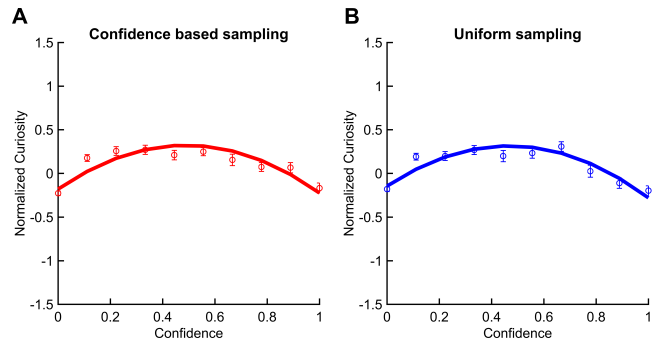 A
Confidence based sampling
Normalized Curiosity
1.5
1
0.5
0
-0.5
-1
-1.5
0 0.2 0.4 0.6 0.8 1
Confidence
B
Uniform sampling
Normalized Curiosity
1.5
1
0.5
0
-0.5
-1
-1.5
0 0.2 0.4 0.6 0.8 1
Confidence